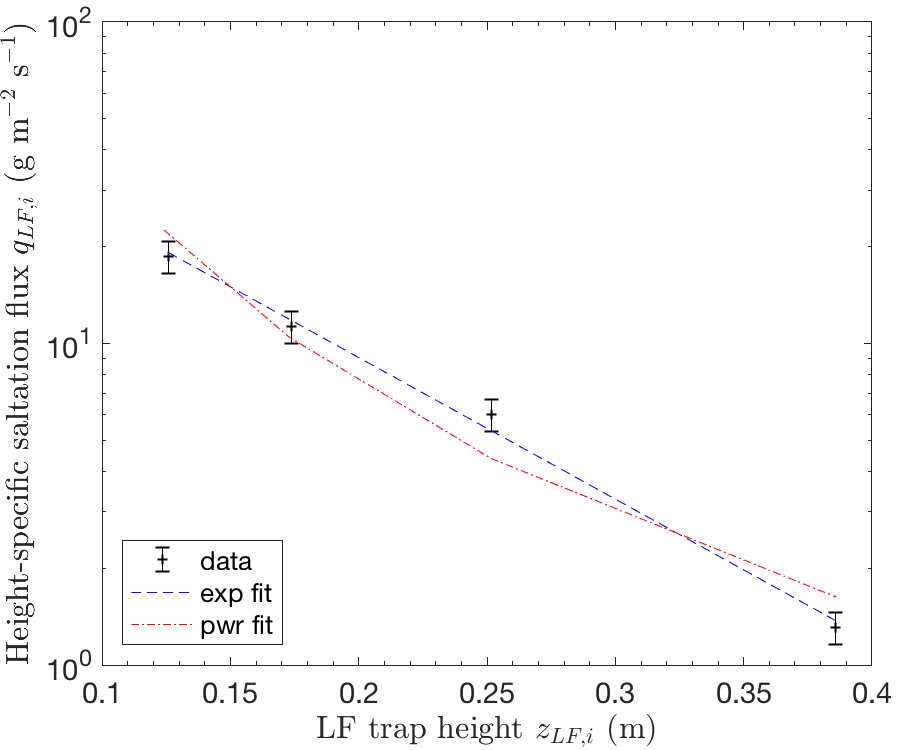 Height-specific saltation flux q_{LF,i} (g m^{-2} s^{-1})
10^2
10^1
10^0
data
exp fit
pwr fit
0.1 0.15 0.2 0.25 0.3 0.35 0.4
LF trap height z_{LF,i} (m)